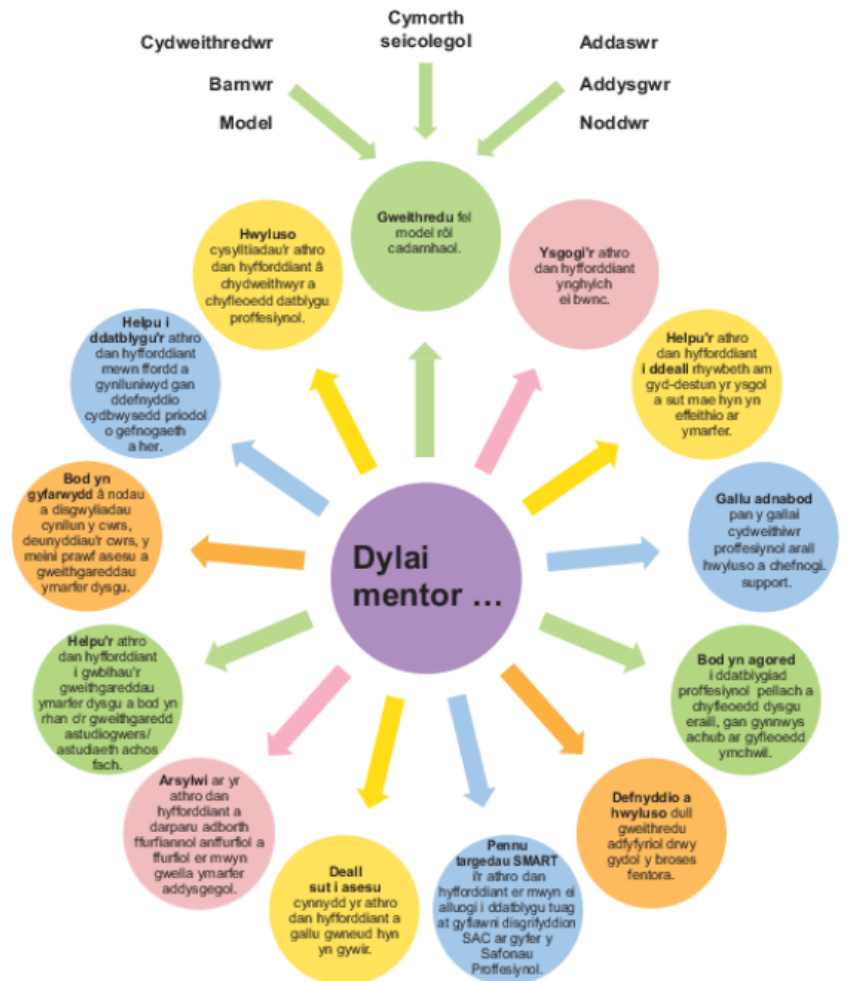 Cydweithredwr
Barnwr
Model
Cymorth
seicolegol
Addaswr
Addysgwr
Noddwr
Gweithredu fel
model rôl
cadarnhaol.
Ysgogi'r athro
dan hyfforddiant
ynghylch
ei bwnc.
Helpu'r athro
dan hyfforddiant
i ddeall rhywbeth am
gyd-destun yr ysgol
a sut mae hyn yn
effeithio ar
ymarfer.
Gallu adnabod
pan y gallai
cydweithiwr
proffesiynol arall
hwyluso a chefnogi.
support.
Bod yn agored
i ddatblygiad
proffesiynol pellach a
chyfleoedd dysgu
eraill, gan gynnwys
achub ar gyfleoedd
ymchwil.
Defnyddio a
hwyluso dull
gweithredu
adfyfyriol drwy
gydol y broses
fentora.
Pennu
targedau SMART
i'r athro dan
hyfforddiant er mwyn ei
alluogi i ddatblygu tuag
at gyflawni disgrifyddion
SAC ar gyfer y
Safonau
Proffesiynol.
Deall
sut i asesu
cynnydd yr athro
dan hyfforddiant a
gallu gwneud hyn
yn gywir.
Arsylwi ar yr
athro dan
hyfforddiant a
darparu adborth
ffurfiannol anffurfiol a
ffurfiol er mwyn
gwella ymarfer
addysgegol.
Helpu'r athro
dan hyfforddiant
i gwblhau'r
gweithgareddau
ymarfer dysgu a bod yn
rhan o'r gweithgaredd
astudiogwers/
astudiaeth achos
fach.
Bod yn
gyfarwydd â nodau
a disgwyliadau
cynllun y cwrs,
deunyddiau'r cwrs, y
meini prawf asesu a
gweithgareddau
ymarfer dysgu.
Helpu i
ddatblygu'r athro
dan hyfforddiant
mewn ffordd a
gynlluniwyd gan
ddefnyddio
cydbwysedd priodol
o gefnogaeth
a her.
Hwyluso
cysylltiadau'r athro
dan hyfforddiant â
chydweithwyr a
chyfleoedd datblygu
proffesiynol.
Dylai
mentor ...